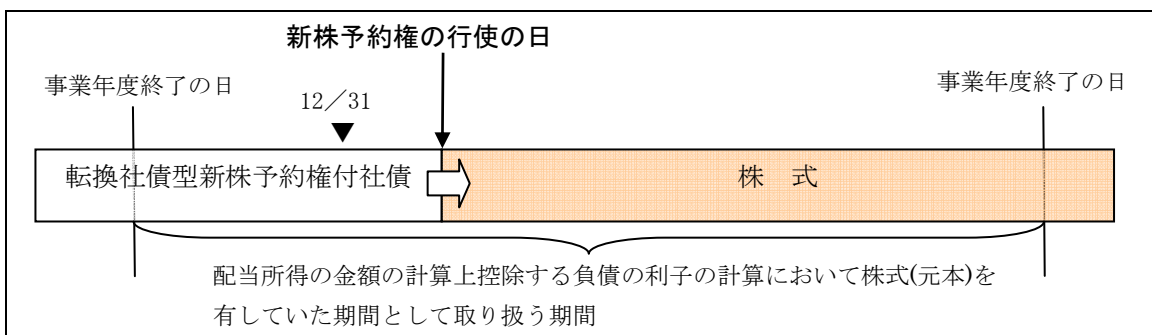 新株予約権の行使の日
事業年度終了の日
12／31
▼
事業年度終了の日
転換社債型新株予約権付社債
株　式
配当所得の金額の計算上控除する負債の利子の計算において株式(元本)を
有していた期間として取り扱う期間